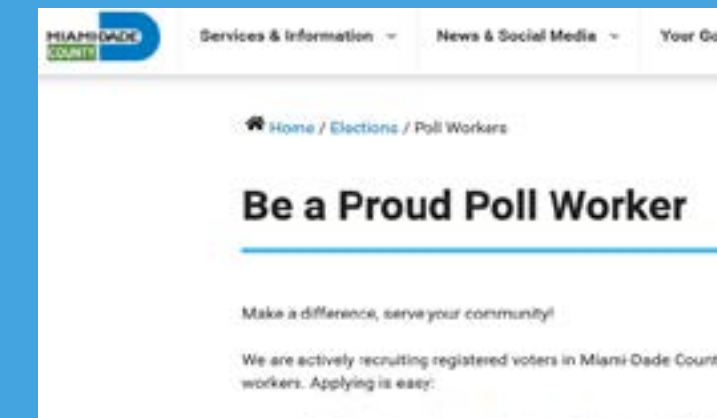 MIAMI-DADE
COUNTY
Services & Information
News & Social Media
Your
Home / Elections / Poll Workers
Be a Proud Poll Worker
Make a difference, serve your community!
We are actively recruiting registered voters in Miami-Dade
workers. Applying is easy: